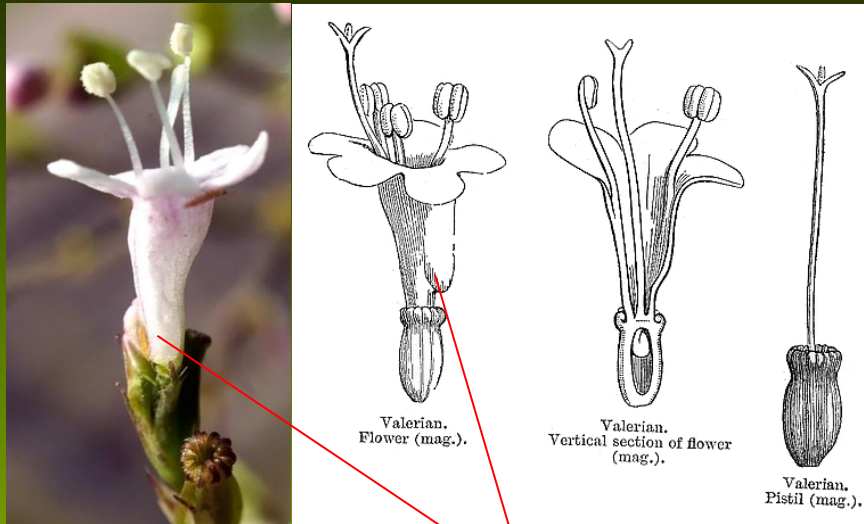 Valerian.
Flower (mag.).
Valerian.
Vertical section of flower
(mag.).
Valerian.
Pistil (mag.).